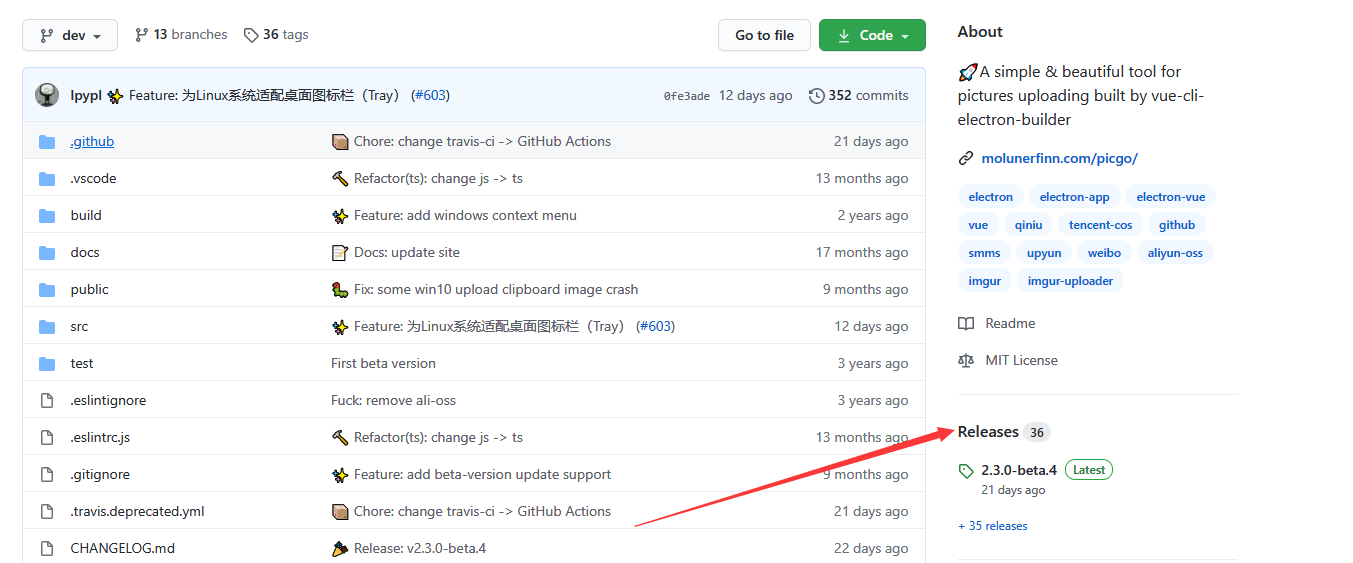 dev
13 branches
36 tags
Go to file
Code
lpypl Feature: 为Linux系统适配桌面图标栏（Tray） (#603)
0fe3ade 12 days ago
352 commits
.github Chore: change travis-ci -> GitHub Actions 21 days ago
.vscode Refactor(ts): change js -> ts 13 months ago
build Feature: add windows context menu 2 years ago
docs Docs: update site 17 months ago
public Fix: some win10 upload clipboard image crash 9 months ago
src Feature: 为Linux系统适配桌面图标栏（Tray） (#603) 12 days ago
test First beta version 3 years ago
.eslintignore Fuck: remove ali-oss 3 years ago
.eslintrc.js Refactor(ts): change js -> ts 13 months ago
.gitignore Feature: add beta-version update support 9 months ago
.travis.deprecated.yml Chore: change travis-ci -> GitHub Actions 21 days ago
CHANGELOG.md Release: v2.3.0-beta.4 22 days ago
About
🚀A simple & beautiful tool for
pictures uploading built by vue-cli-
electron-builder
molunerfinn.com/picgo/
electron electron-app electron-vue
vue qiniu tencent-cos github
smms upyun weibo aliyun-oss
imgur imgur-uploader
Readme
MIT License
Releases 36
2.3.0-beta.4 Latest
21 days ago
+ 35 releases